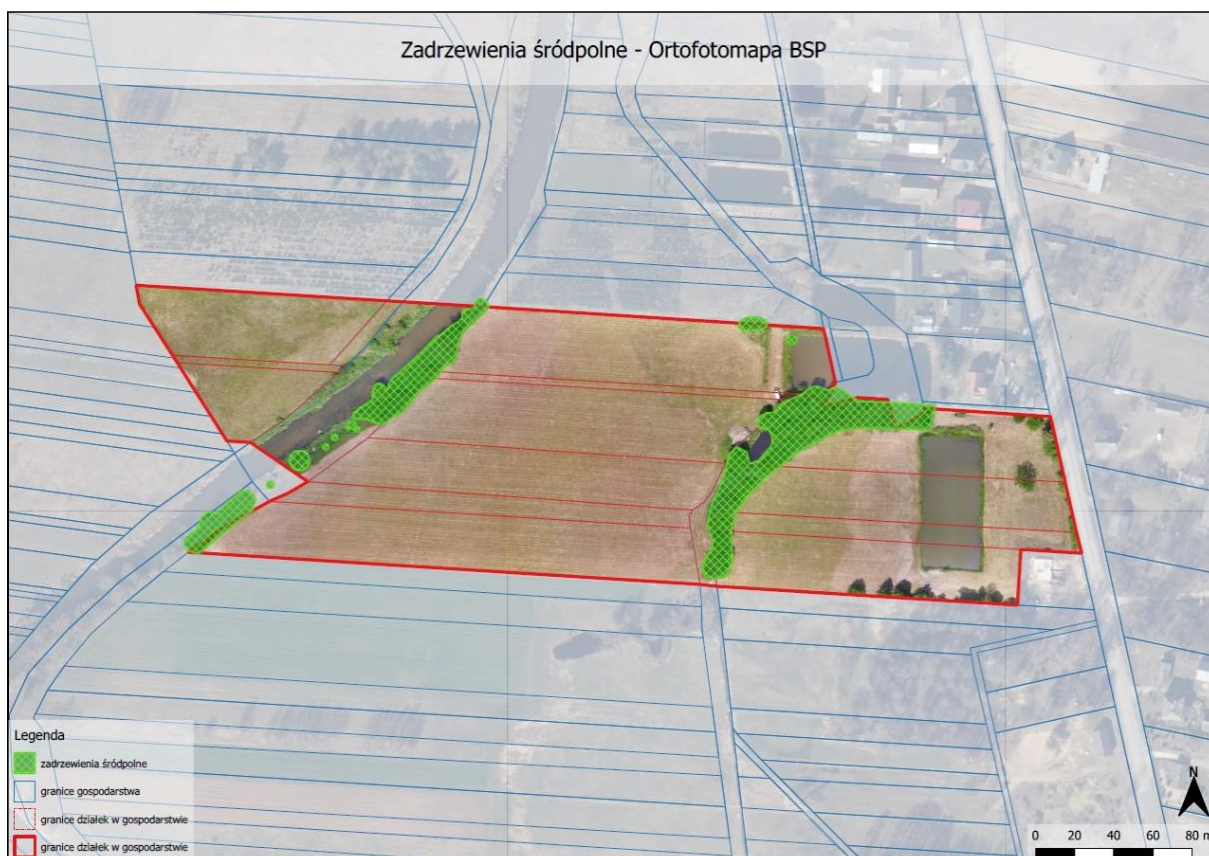 Zadrzewienia śródpolne - Ortofotomapa BSP
Legenda
zadrzewienia śródpolne
granice gospodarstwa
granice działek w gospodarstwie
granice działek w gospodarstwie
N
0 20 40 60 80 m